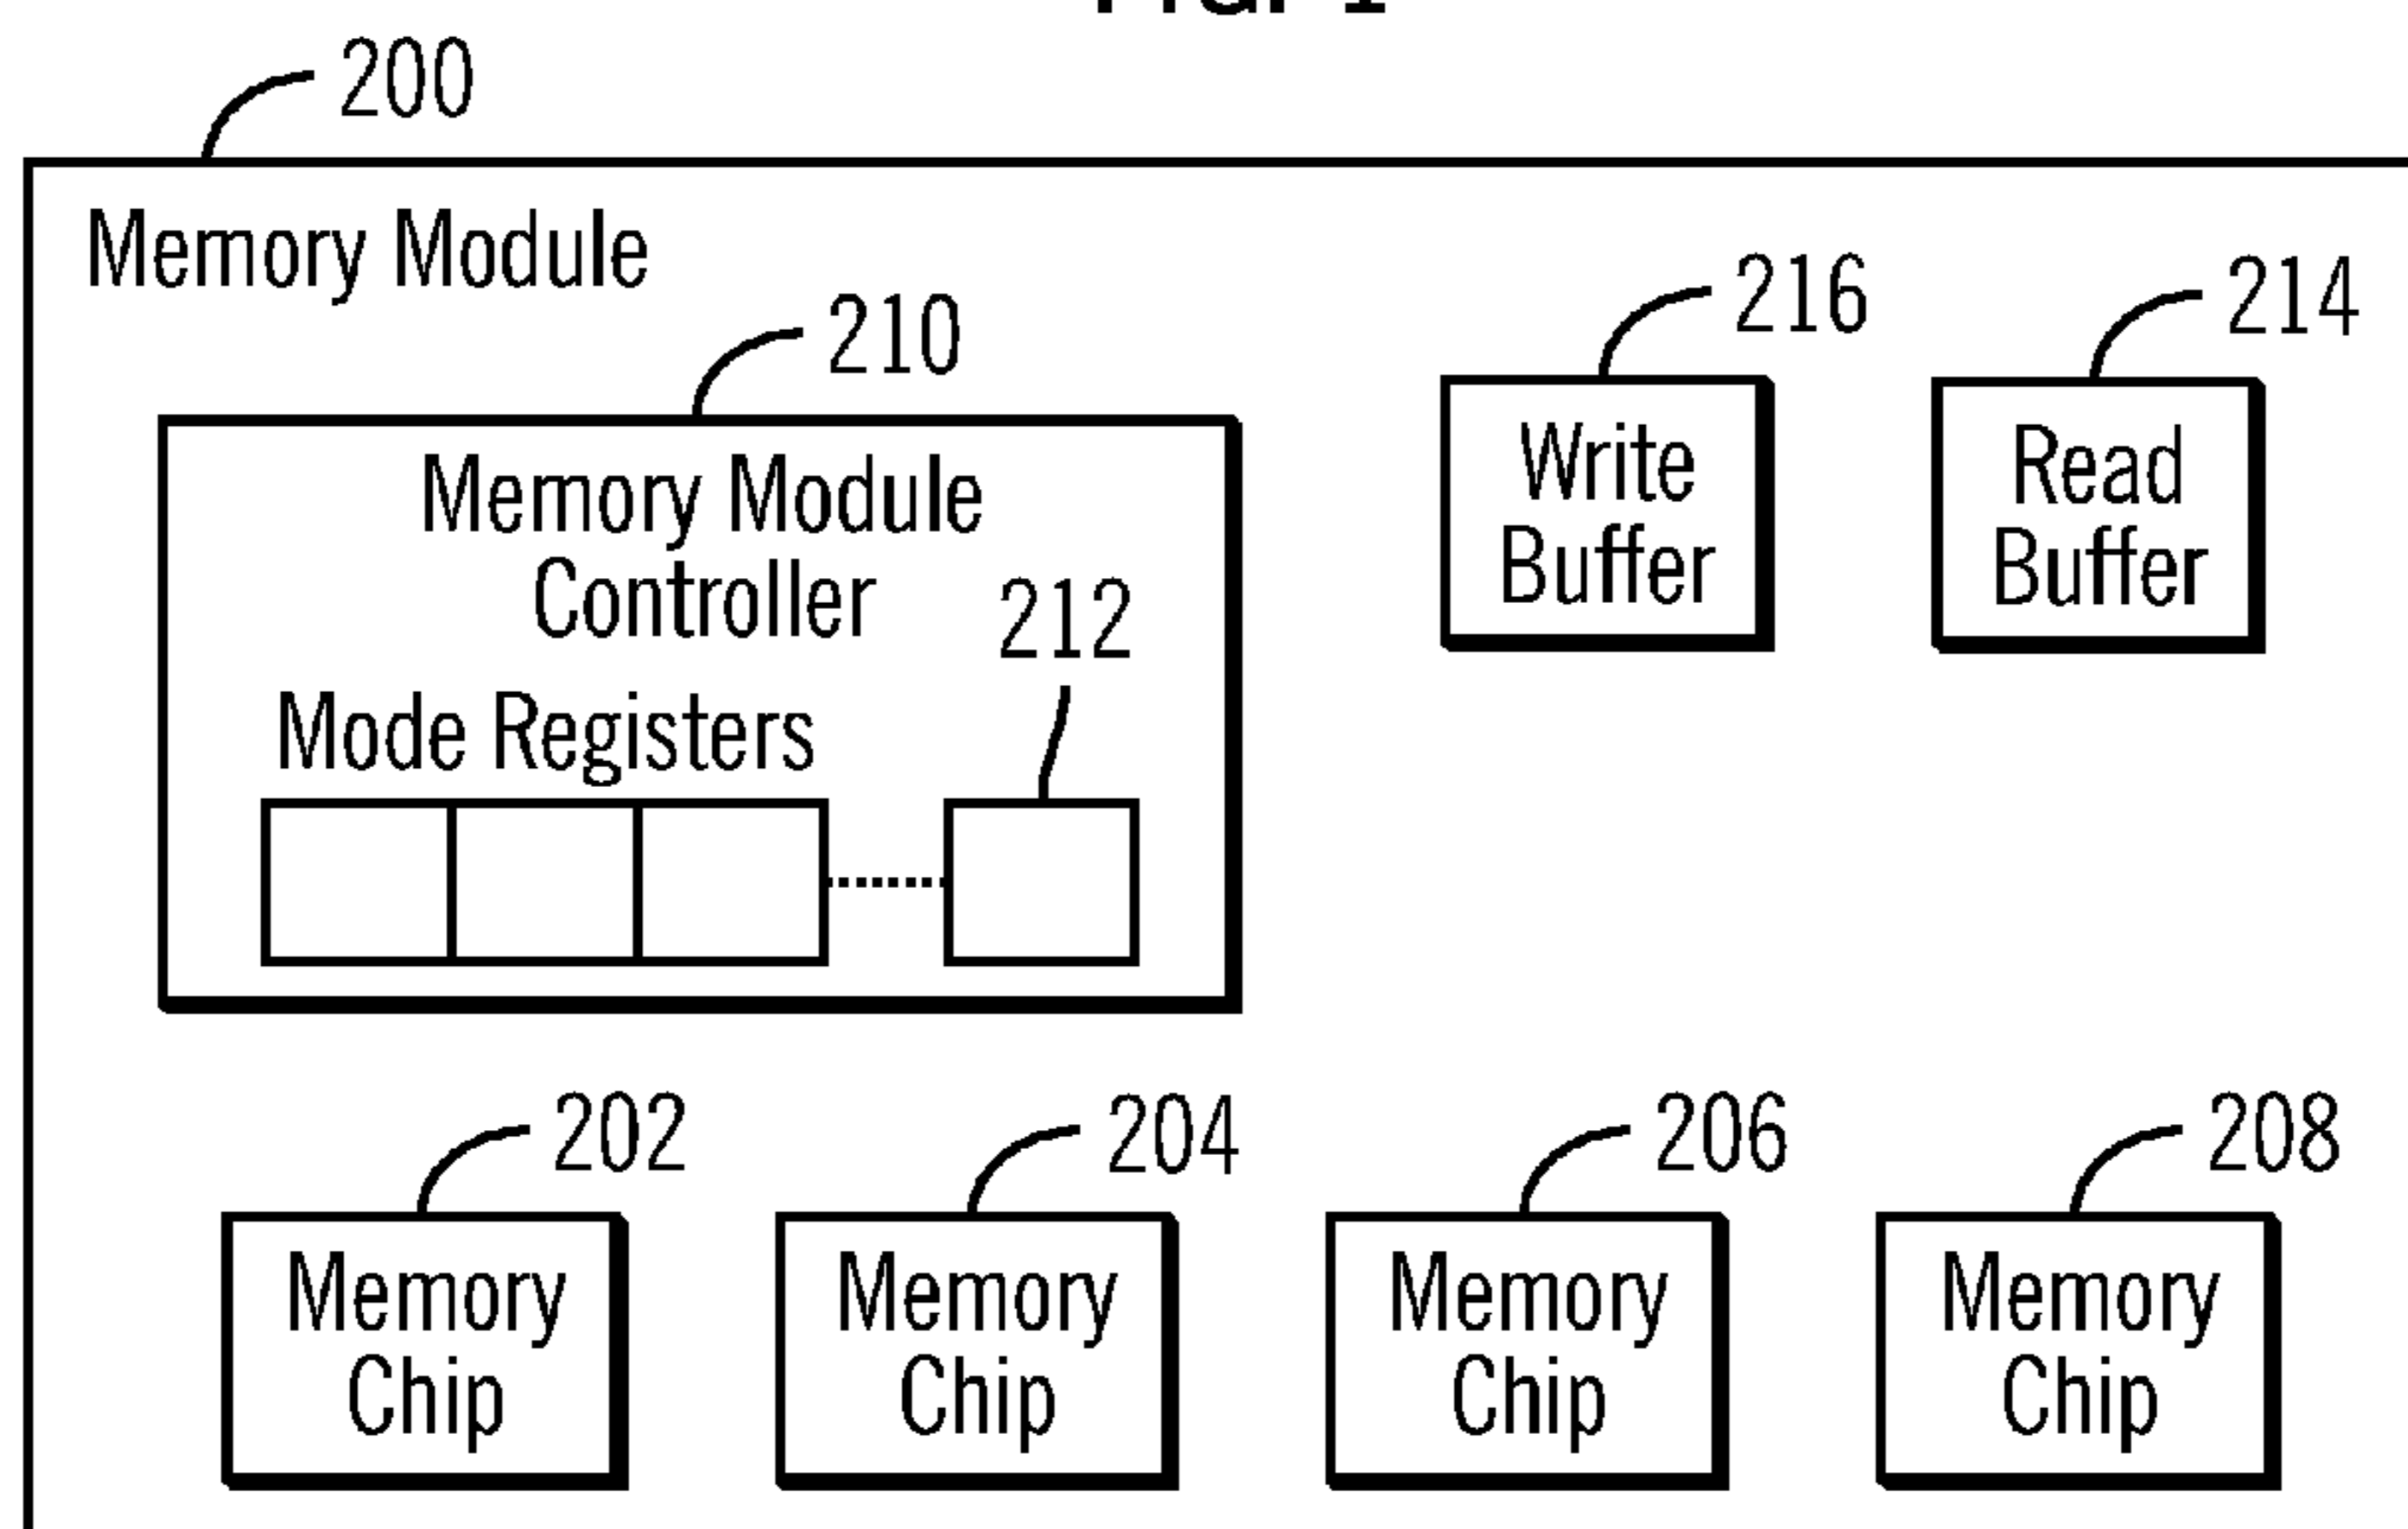 200
Memory Module
216
214
210
Write
Buffer
Read
Buffer
Memory Module
Controller
212
Mode Registers
202
204
206
208
Memory
Chip
Memory
Chip
Memory
Chip
Memory
Chip